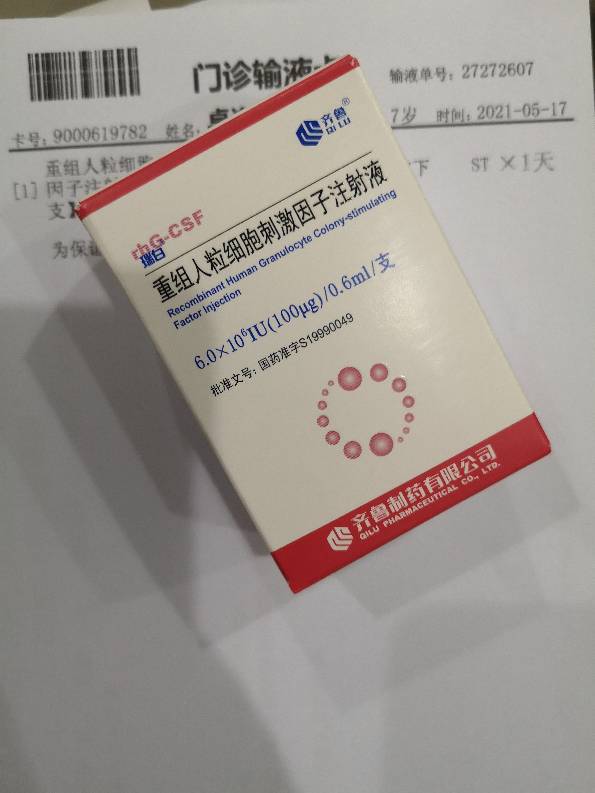 门诊输液
输液单号：27272607
卡号：9000619782 姓名：
7岁 时间：2021-05-17
重组人粒细胞
[1] 因子注射
支】
下 ST ×1天
为保证
齐鲁®
QILU
G-CSF
瑞白
重组人粒细胞刺激因子注射液
Recombinant Human Granulocyte Colony-stimulating
Factor Injection
6.0×10⁶IU(100μg)/0.6ml/支
批准文号：国药准字S19990049
齐鲁制药有限公司
QILU PHARMACEUTICAL CO., LTD.